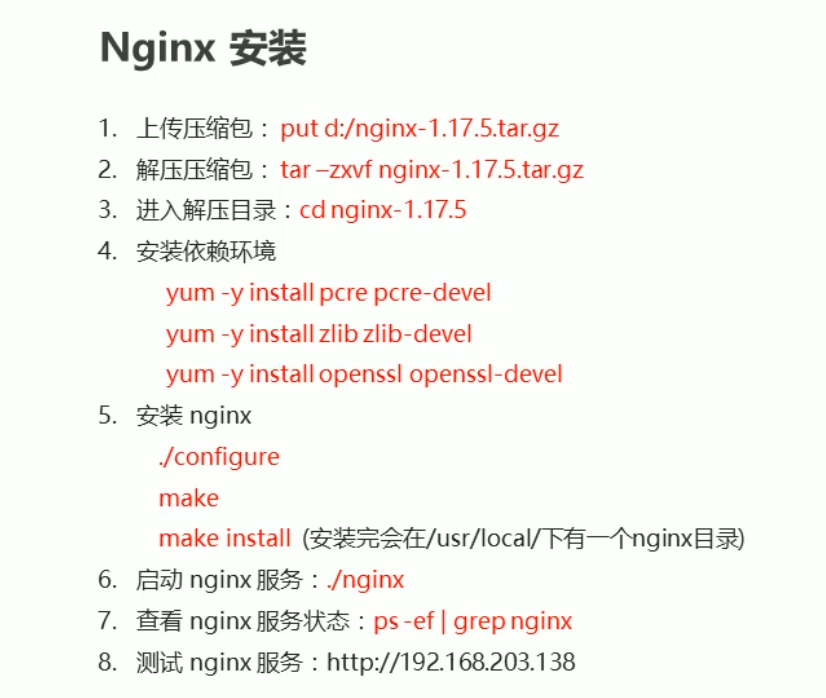 Nginx 安装
1. 上传压缩包： put d:/nginx-1.17.5.tar.gz
2. 解压压缩包： tar –zxvf nginx-1.17.5.tar.gz
3. 进入解压目录：cd nginx-1.17.5
4. 安装依赖环境
yum -y install pcre pcre-devel
yum -y install zlib zlib-devel
yum -y install openssl openssl-devel
5. 安装 nginx
./configure
make
make install (安装完会在/usr/local/下有一个nginx目录)
6. 启动 nginx 服务：./nginx
7. 查看 nginx 服务状态：ps -ef | grep nginx
8. 测试 nginx 服务：http://192.168.203.138